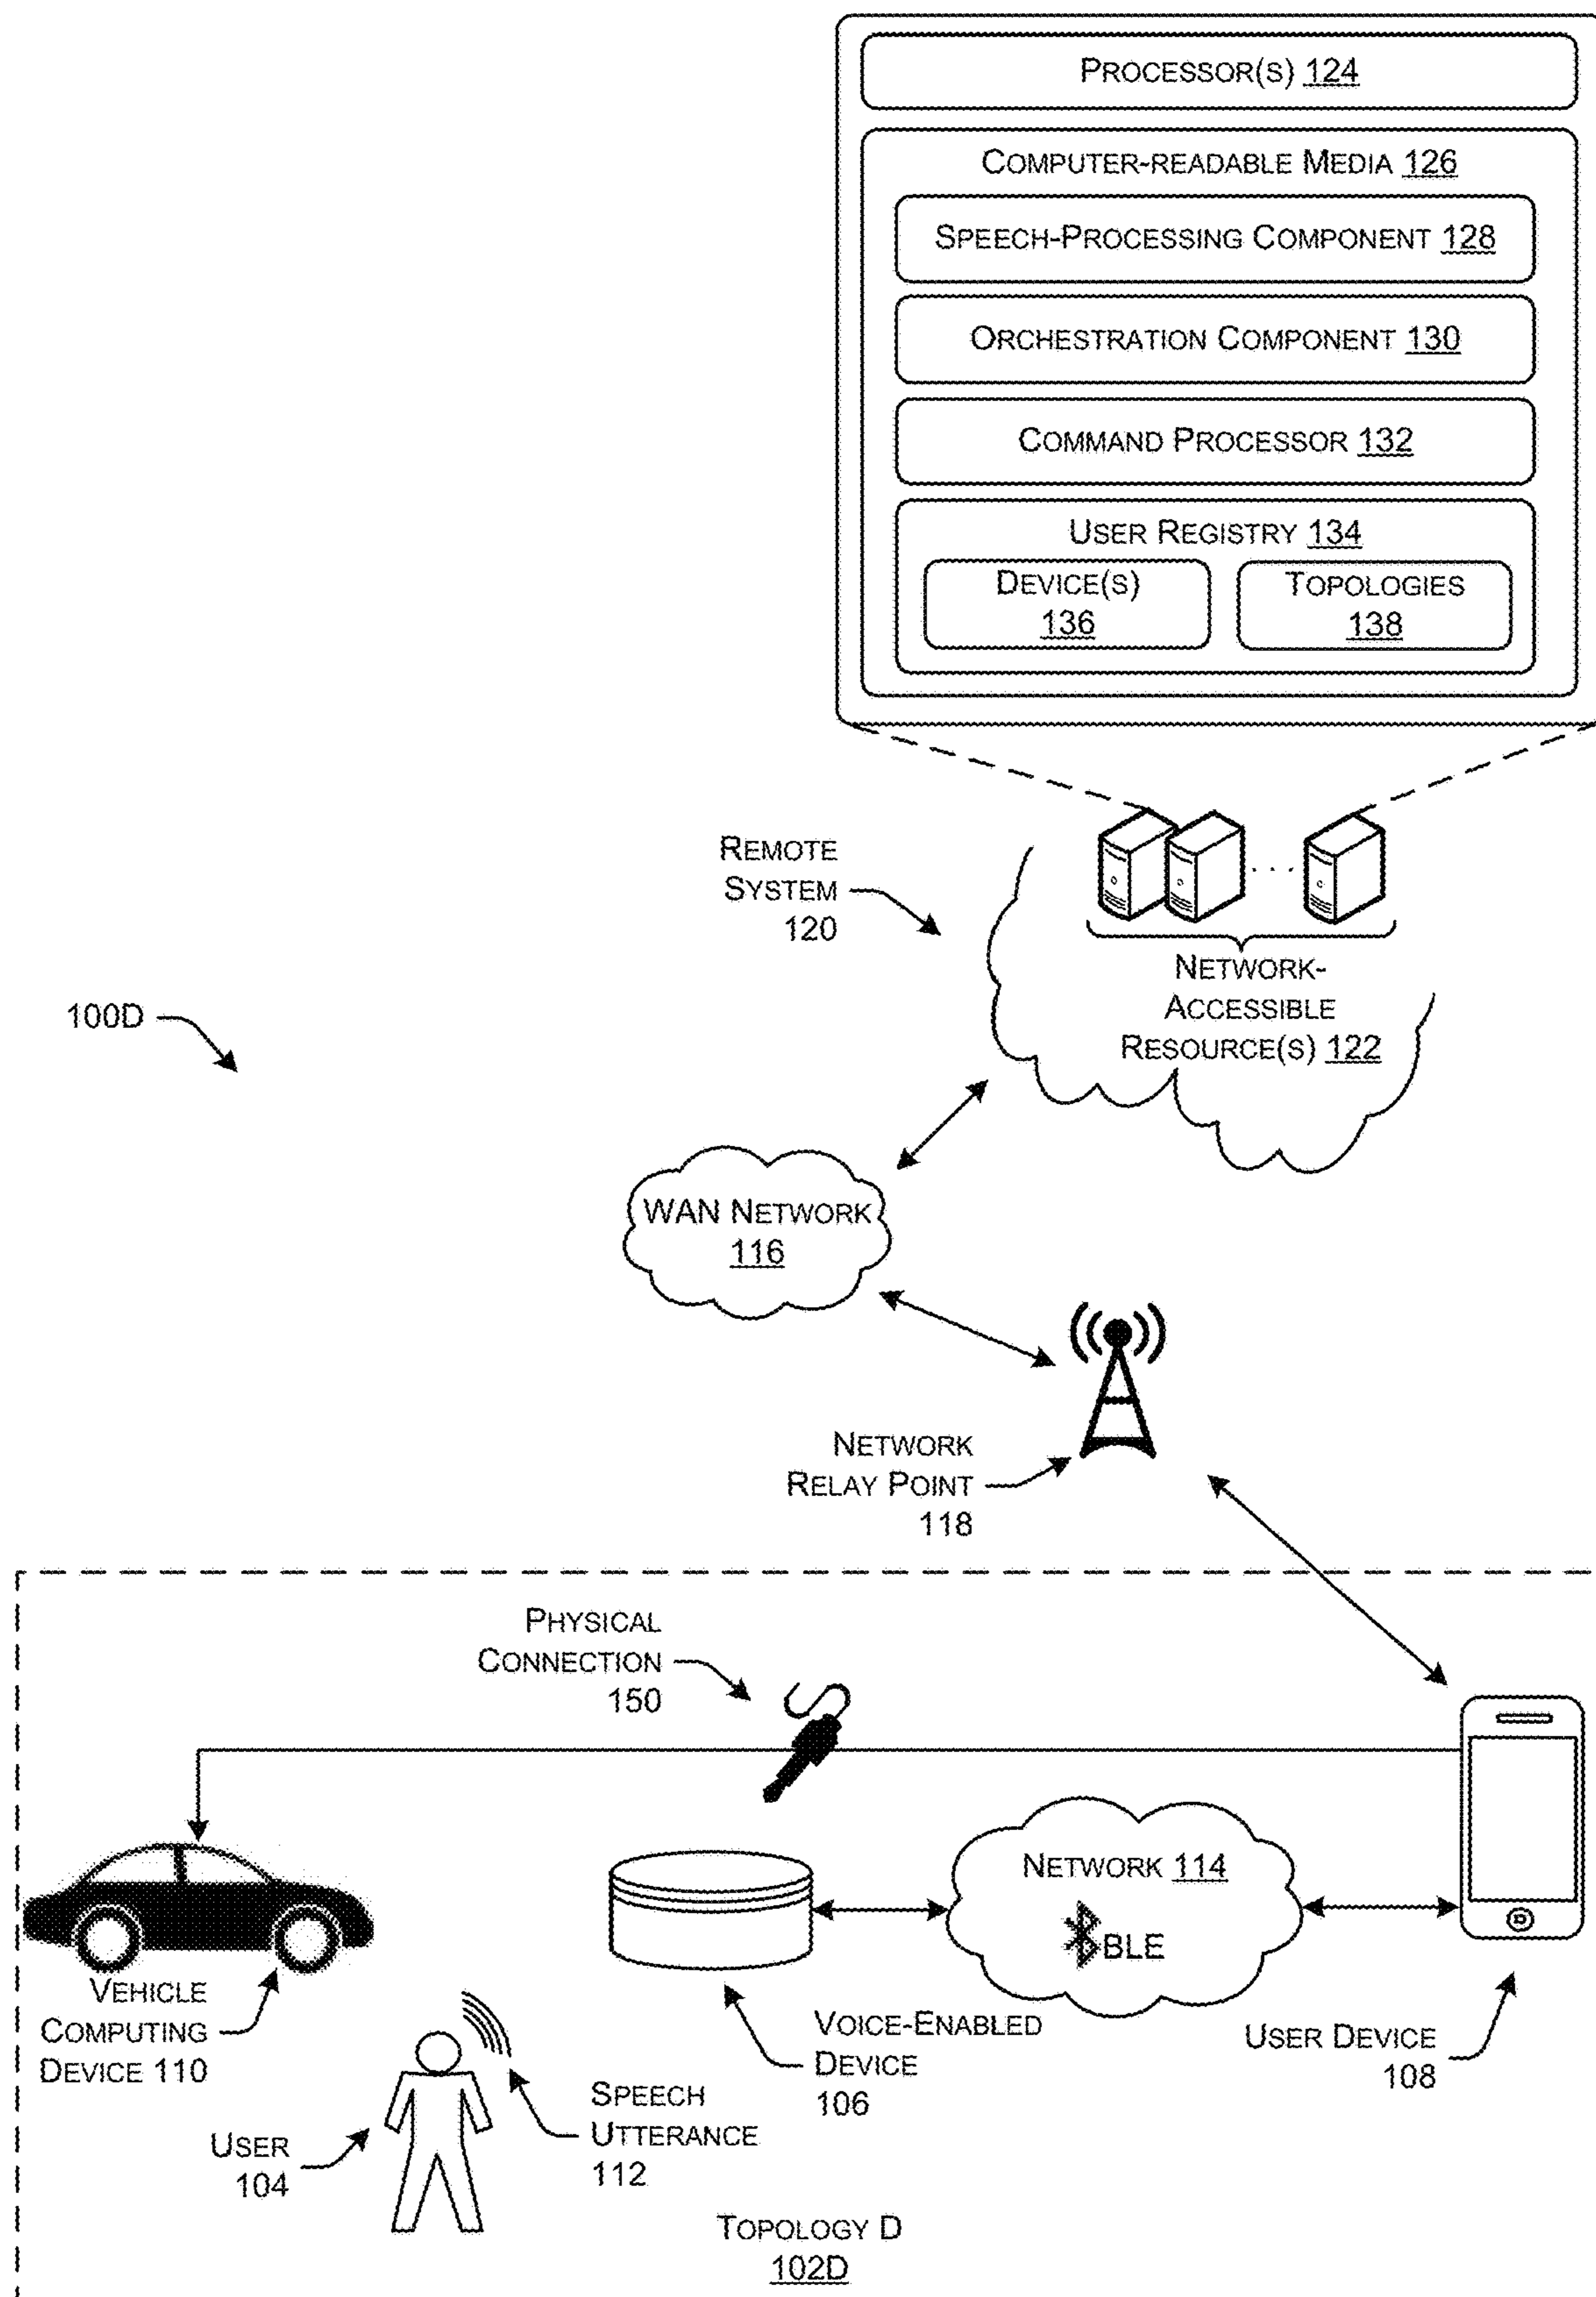 PROCESSOR(S) 124
COMPUTER-READABLE MEDIA 126
SPEECH-PROCESSING COMPONENT 128
ORCHESTRATION COMPONENT 130
COMMAND PROCESSOR 132
USER REGISTRY 134
DEVICE(S)
136
TOPOLOGIES
138
REMOTE
SYSTEM
120
NETWORK-
ACCESSIBLE
RESOURCE(S) 122
100D
WAN NETWORK
116
NETWORK
RELAY POINT
118
PHYSICAL
CONNECTION
150
NETWORK 114
BLE
VEHICLE
COMPUTING
DEVICE 110
VOICE-ENABLED
DEVICE
106
USER DEVICE
108
SPEECH
UTTERANCE
112
USER
104
TOPOLOGY D
102D